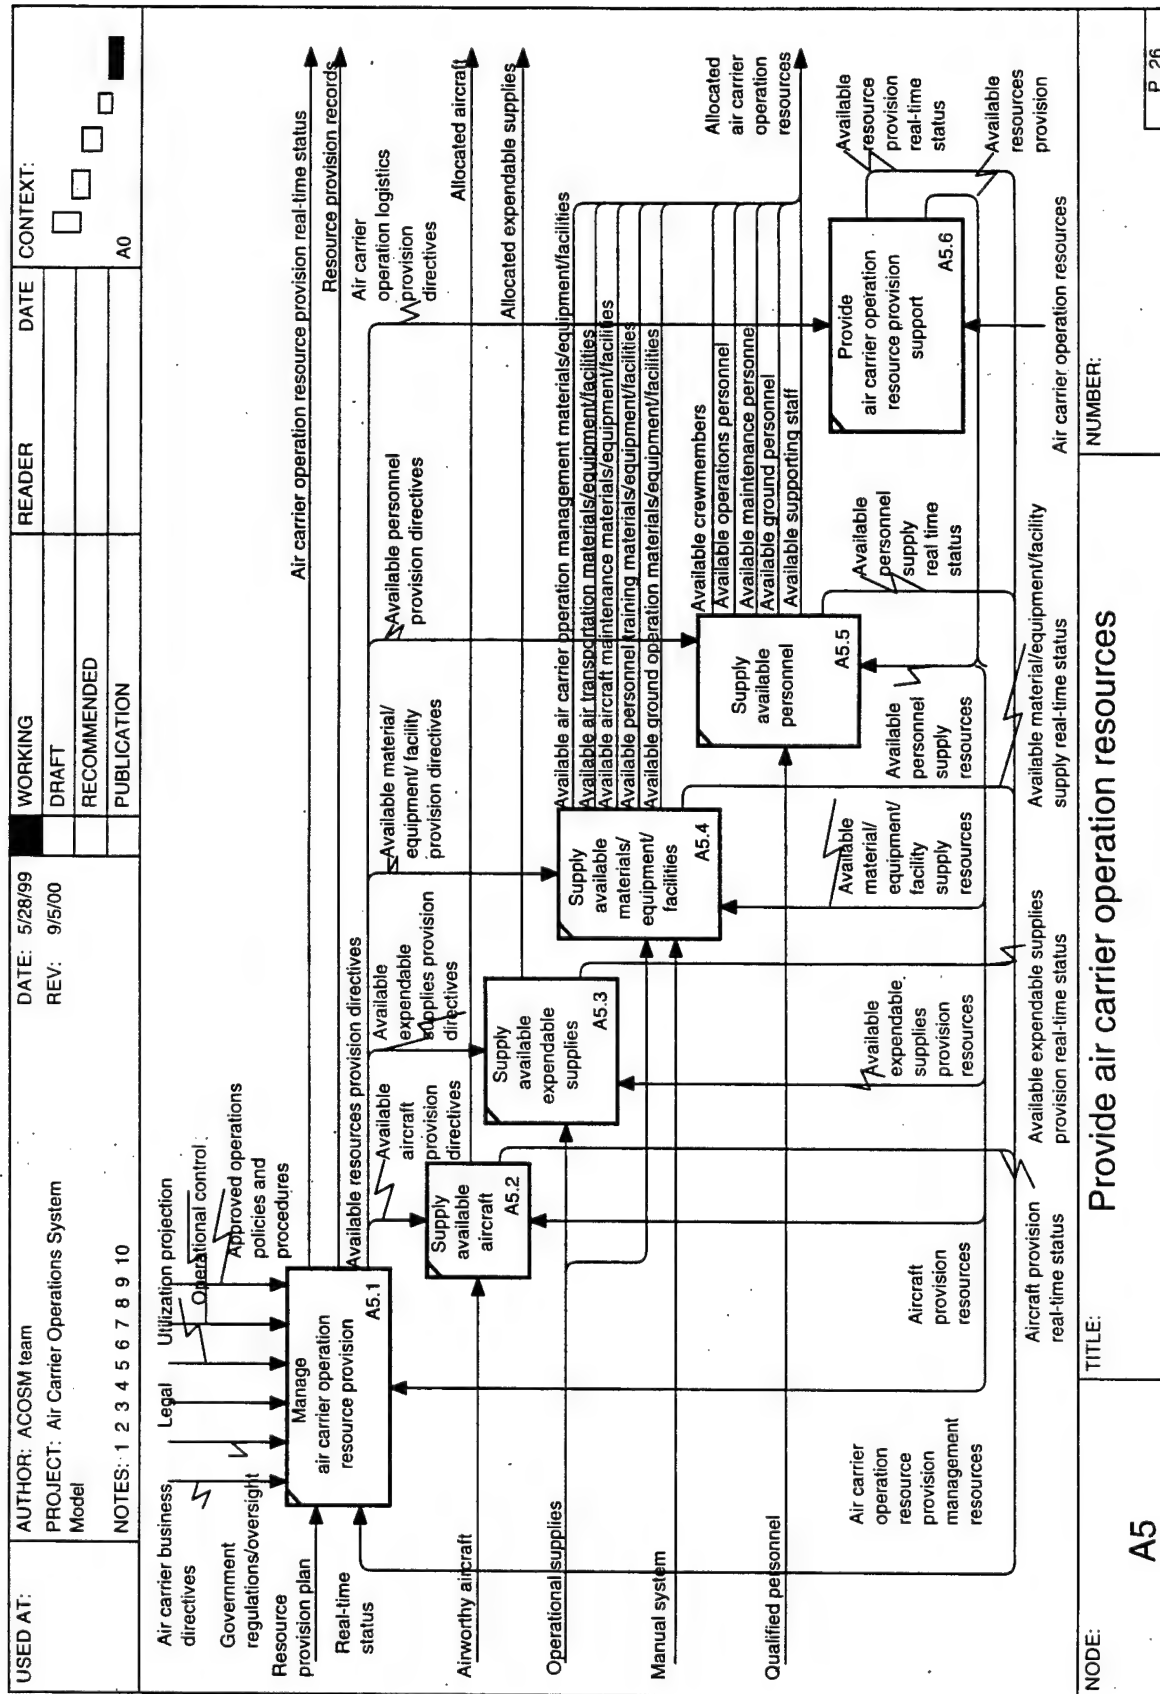 USED AT:
AUTHOR: ACOSM team
PROJECT: Air Carrier Operations System
Model
NOTES: 1 2 3 4 5 6 7 8 9 10
DATE: 5/28/99
REV: 9/5/00
WORKING
DRAFT
RECOMMENDED
PUBLICATION
READER
DATE
CONTEXT:
A0
Air carrier business
directives
Government
regulations/oversight
Legal
Utilization projection
Operational control
Approved operations
policies and
procedures
Resource
provision plan
Real-time
status
Manage
air carrier operation
resource provision
A5.1
Air carrier operation resource provision real-time status
Resource provision records
Available resources provision directives
Air carrier
operation logistics
provision
directives
Available
aircraft
provision
directives
Available
expendable
supplies provision
directives
Available material/
equipment/ facility
provision directives
Available personnel
provision directives
Airworthy aircraft
Supply
available
aircraft
A5.2
Allocated aircraft
Operational supplies
Supply
available
expendable
supplies
A5.3
Allocated expendable supplies
Manual system
Supply
available
materials/
equipment/
facilities
A5.4
Available air carrier operation management materials/equipment/facilities
Available air transportation materials/equipment/facilities
Available aircraft maintenance materials/equipment/facilities
Available personnel training materials/equipment/facilities
Available ground operation materials/equipment/facilities
Allocated
air carrier
operation
resources
Qualified personnel
Supply
available
personnel
A5.5
Available crewmembers
Available operations personnel
Available maintenance personnel
Available ground personnel
Available supporting staff
Provide
air carrier operation
resource provision
support
A5.6
Available
resource
provision
real-time
status
Available
resources
provision
Air carrier
operation
resource
provision
management
resources
Aircraft
provision
resources
Available
expendable.
supplies
provision
resources
Available
material/
equipment/
facility
supply
resources
Available
personnel
supply
resources
Available
personnel
supply
real time
status
Aircraft provision
real-time status
Available expendable supplies
provision real-time status
Available material/equipment/facility
supply real-time status
Air carrier operation resources
NODE:
A5
TITLE:
Provide air carrier operation resources
NUMBER:
P. 26